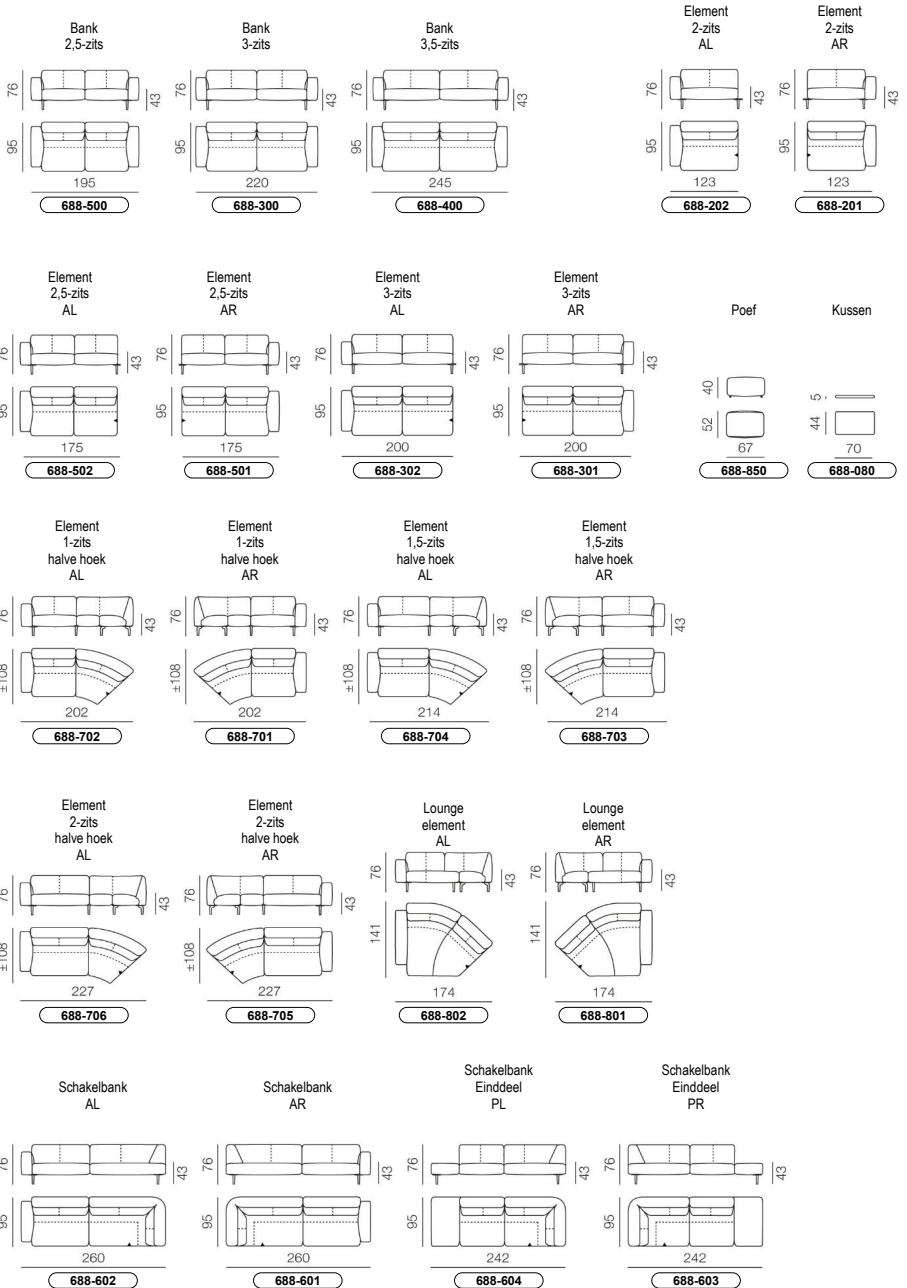 Bank
2,5-zits
Bank
3-zits
Bank
3,5-zits
Element
2-zits
AL
Element
2-zits
AR
76
43
76
43
76
43
76
43
76
43
95
95
95
95
95
195
220
245
123
123
688-500
688-300
688-400
688-202
688-201
Element
2,5-zits
AL
Element
2,5-zits
AR
Element
3-zits
AL
Element
3-zits
AR
Poef
Kussen
76
43
76
43
76
43
76
43
40
5
95
95
95
95
52
44
175
175
200
200
67
70
688-502
688-501
688-302
688-301
688-850
688-080
Element
1-zits
halve hoek
AL
Element
1-zits
halve hoek
AR
Element
1,5-zits
halve hoek
AL
Element
1,5-zits
halve hoek
AR
76
43
76
43
76
43
76
43
±108
±108
±108
±108
202
202
214
214
688-702
688-701
688-704
688-703
Element
2-zits
halve hoek
AL
Element
2-zits
halve hoek
AR
Lounge
element
AL
Lounge
element
AR
76
43
76
43
76
43
76
43
±108
±108
141
141
227
227
174
174
688-706
688-705
688-802
688-801
Schakelbank
AL
Schakelbank
AR
Schakelbank
Einddeel
PL
Schakelbank
Einddeel
PR
76
43
76
43
76
43
76
43
95
95
95
95
260
260
242
242
688-602
688-601
688-604
688-603